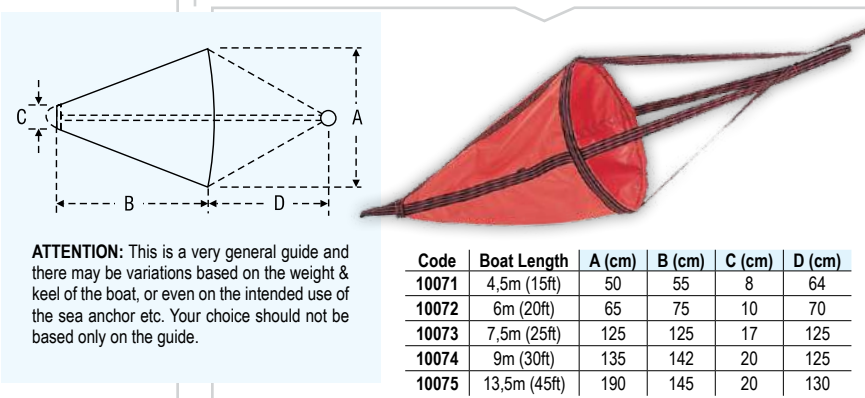 C
A
B
D
ATTENTION: This is a very general guide and
there may be variations based on the weight &
keel of the boat, or even on the intended use of
the sea anchor etc. Your choice should not be
based only on the guide.
Code Boat Length A (cm) B (cm) C (cm) D (cm)
10071 4,5m (15ft) 50 55 8 64
10072 6m (20ft) 65 75 10 70
10073 7,5m (25ft) 125 125 17 125
10074 9m (30ft) 135 142 20 125
10075 13,5m (45ft) 190 145 20 130